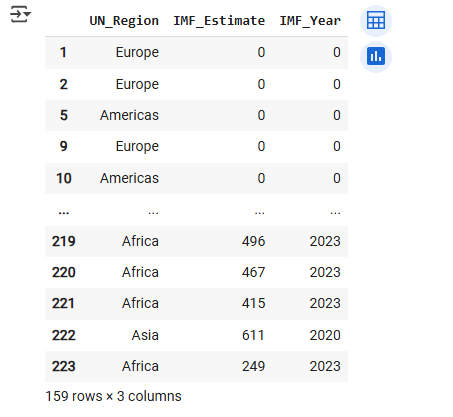 UN_Region IMF_Estimate IMF_Year
1 Europe 0 0
2 Europe 0 0
5 Americas 0 0
9 Europe 0 0
10 Americas 0 0
... ... ... ...
219 Africa 496 2023
220 Africa 467 2023
221 Africa 415 2023
222 Asia 611 2020
223 Africa 249 2023
159 rows × 3 columns